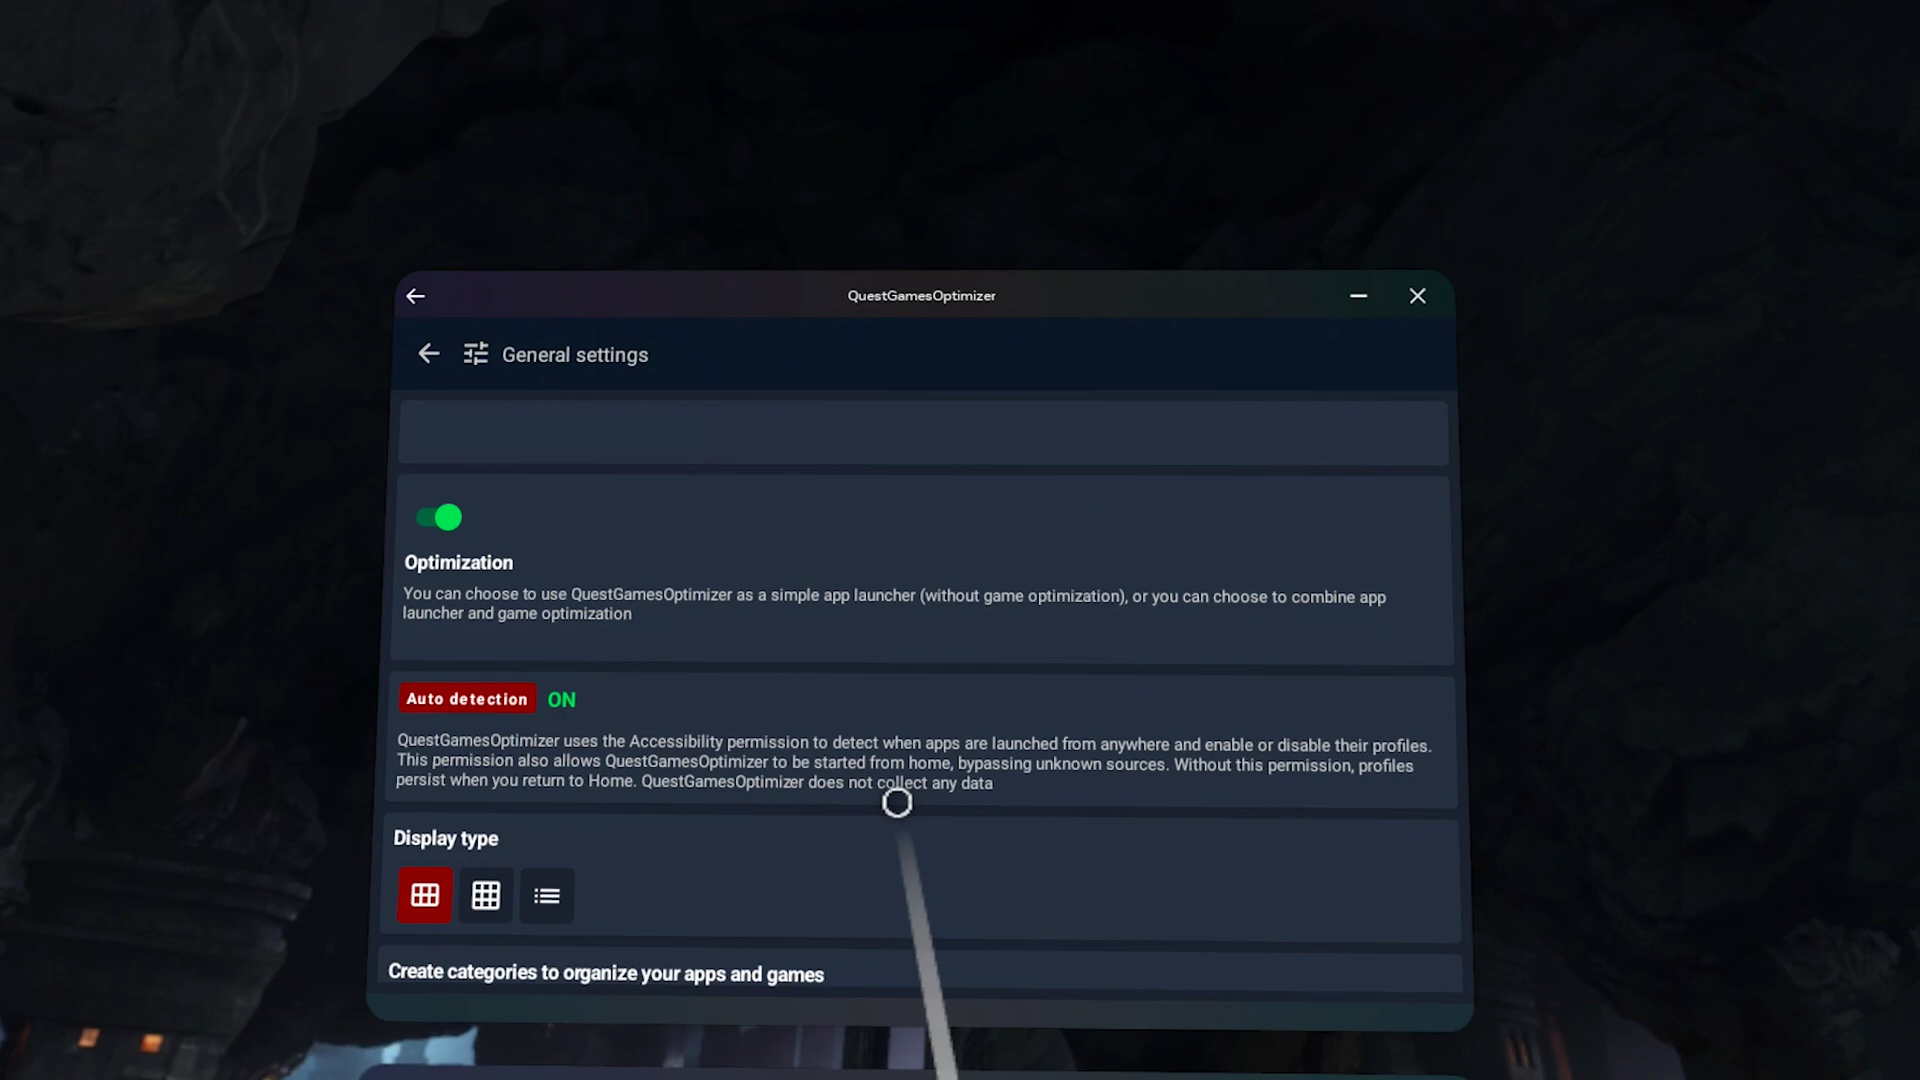 QuestGamesOptimizer
General settings
Optimization
You can choose to use QuestGamesOptimizer as a simple app launcher (without game optimization), or you can choose to combine app
launcher and game optimization
Auto detection ON
QuestGamesOptimizer uses the Accessibility permission to detect when apps are launched from anywhere and enable or disable their profiles.
This permission also allows QuestGamesOptimizer to be started from home, bypassing unknown sources. Without this permission, profiles
persist when you return to Home. QuestGamesOptimizer does not collect any data
Display type
Create categories to organize your apps and games